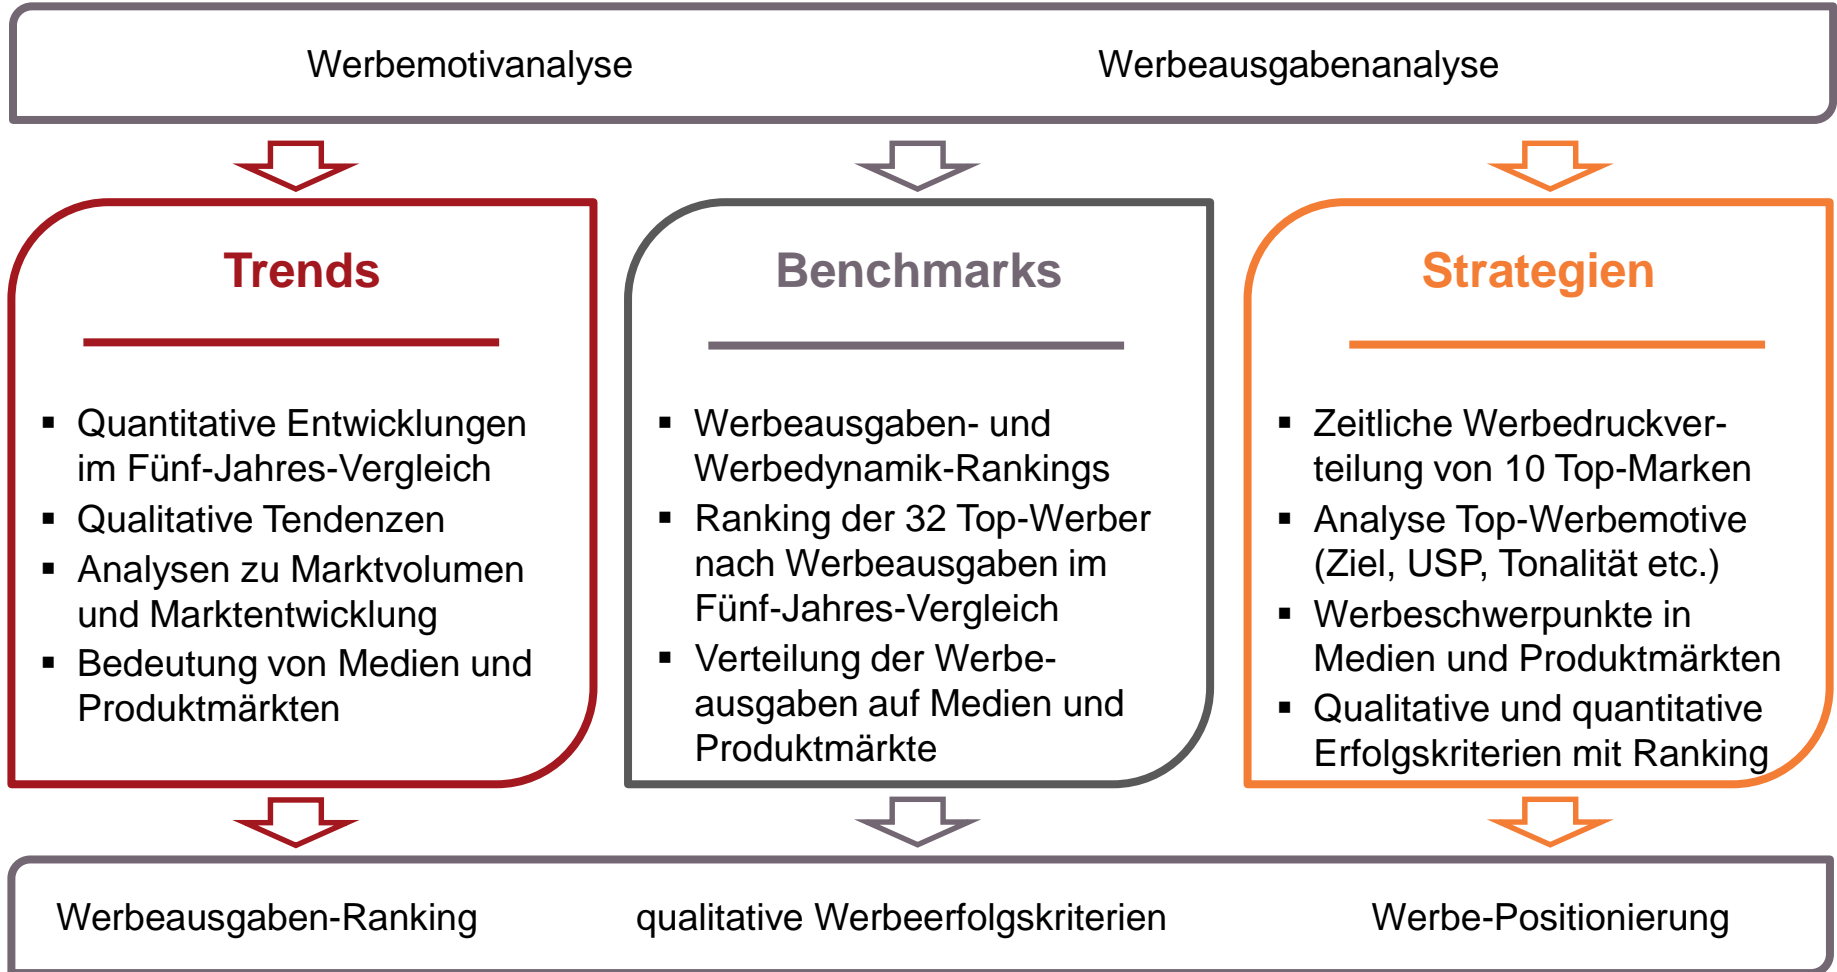 Werbemotivanalyse
Werbeausgabenanalyse
Trends
▪ Quantitative Entwicklungen
im Fünf-Jahres-Vergleich
▪ Qualitative Tendenzen
▪ Analysen zu Marktvolumen
und Marktentwicklung
▪ Bedeutung von Medien und
Produktmärkten
Benchmarks
▪ Werbeausgaben- und
Werbedynamik-Rankings
▪ Ranking der 32 Top-Werber
nach Werbeausgaben im
Fünf-Jahres-Vergleich
▪ Verteilung der Werbe-
ausgaben auf Medien und
Produktmärkte
Strategien
▪ Zeitliche Werbedruckver-
teilung von 10 Top-Marken
▪ Analyse Top-Werbemotive
(Ziel, USP, Tonalität etc.)
▪ Werbeschwerpunkte in
Medien und Produktmärkten
▪ Qualitative und quantitative
Erfolgskriterien mit Ranking
Werbeausgaben-Ranking
qualitative Werbeerfolgskriterien
Werbe-Positionierung